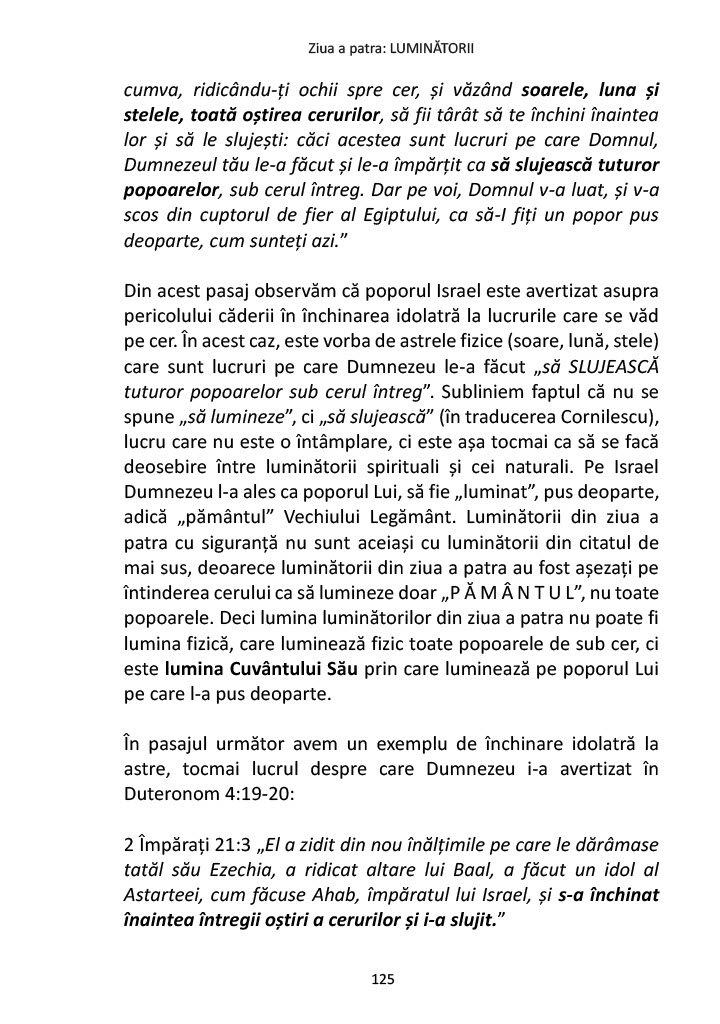 Ziua a patra: LUMINĂTORII
cumva, ridicându-ți ochii spre cer, și văzând soarele, luna și
stelele, toată oștirea cerurilor, să fii târât să te închini înaintea
lor și să le slujești: căci acestea sunt lucruri pe care Domnul,
Dumnezeul tău le-a făcut și le-a împărțit ca să slujească tuturor
popoarelor, sub cerul întreg. Dar pe voi, Domnul v-a luat, și v-a
scos din cuptorul de fier al Egiptului, ca să-I fiți un popor pus
deoparte, cum sunteți azi.”
Din acest pasaj observăm că poporul Israel este avertizat asupra
pericolului căderii în închinarea idolatră la lucrurile care se văd
pe cer. În acest caz, este vorba de astrele fizice (soare, lună, stele)
care sunt lucruri pe care Dumnezeu le-a făcut „să SLUJEASCĂ
tuturor popoarelor sub cerul întreg”. Subliniem faptul că nu se
spune „să lumineze”, ci „să slujească” (în traducerea Cornilescu),
lucru care nu este o întâmplare, ci este așa tocmai ca să se facă
deosebire între luminătorii spirituali și cei naturali. Pe Israel
Dumnezeu l-a ales ca poporul Lui, să fie „luminat”, pus deoparte,
adică „pământul” Vechiului Legământ. Luminătorii din ziua a
patra cu siguranță nu sunt aceiași cu luminătorii din citatul de
mai sus, deoarece luminătorii din ziua a patra au fost așezați pe
întinderea cerului ca să lumineze doar „P Ă M Â N T U L”, nu toate
popoarele. Deci lumina luminătorilor din ziua a patra nu poate fi
lumina fizică, care luminează fizic toate popoarele de sub cer, ci
este lumina Cuvântului Său prin care luminează pe poporul Lui
pe care l-a pus deoparte.
În pasajul următor avem un exemplu de închinare idolatră la
astre, tocmai lucrul despre care Dumnezeu i-a avertizat în
Deuteronom 4:19-20:
2 Împărați 21:3 „El a zidit din nou înălțimile pe care le dărâmase
tatăl său Ezechia, a ridicat altare lui Baal, a făcut un idol al
Astarteei, cum făcuse Ahab, împăratul lui Israel, și s-a închinat
înaintea întregii oștiri a cerurilor și i-a slujit.”
125